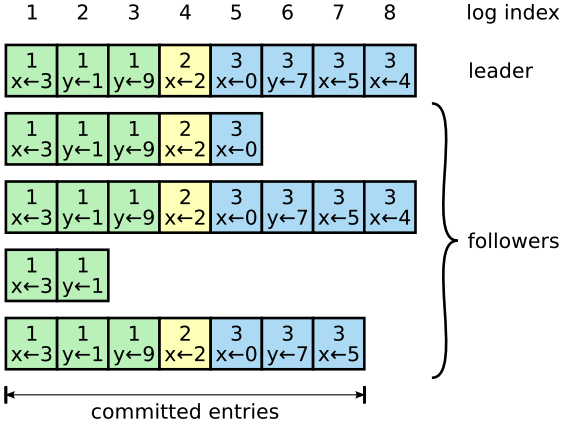 1 2 3 4 5 6 7 8 log index
1 1 1 2 3 3 3 3
x←3 y←1 y←9 x←2 x←0 y←7 x←5 x←4
leader
1 1 1 2 3
x←3 y←1 y←9 x←2 x←0
1 1 1 2 3 3 3 3
x←3 y←1 y←9 x←2 x←0 y←7 x←5 x←4
followers
1 1
x←3 y←1
1 1 1 2 3 3 3
x←3 y←1 y←9 x←2 x←0 y←7 x←5
committed entries